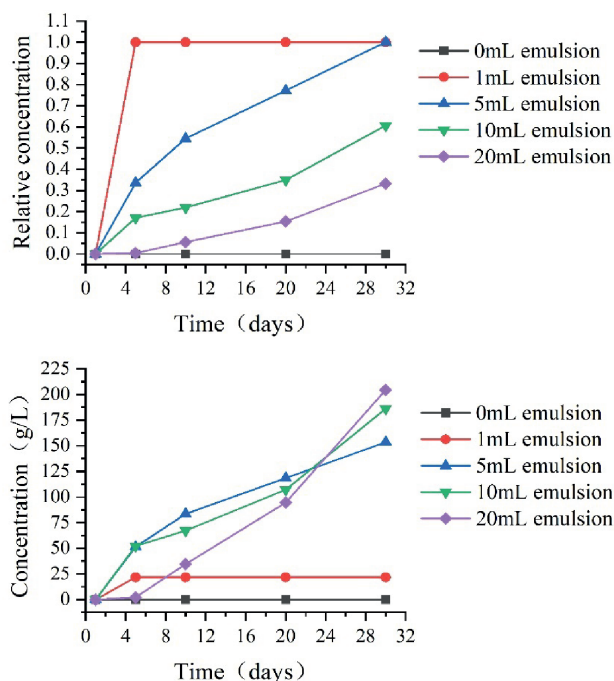 1.1
1.0
0.9
0.8
0.7
0.6
0.5
0.4
0.3
0.2
0.1
0.0
Relative concentration
0 4 8 12 16 20 24 28 32
Time（days）
0mL emulsion
1mL emulsion
5mL emulsion
10mL emulsion
20mL emulsion
225
200
175
150
125
100
75
50
25
0
Concentration（g/L）
0 4 8 12 16 20 24 28 32
Time（days）
0mL emulsion
1mL emulsion
5mL emulsion
10mL emulsion
20mL emulsion